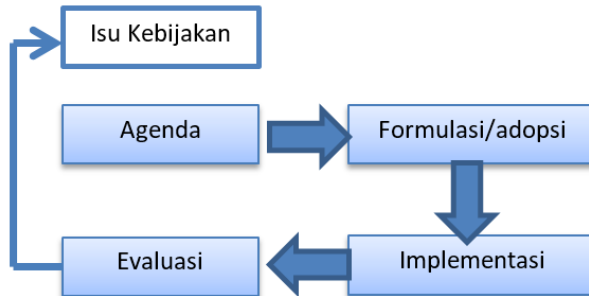 Isu Kebijakan
Agenda
Formulasi/adopsi
Implementasi
Evaluasi